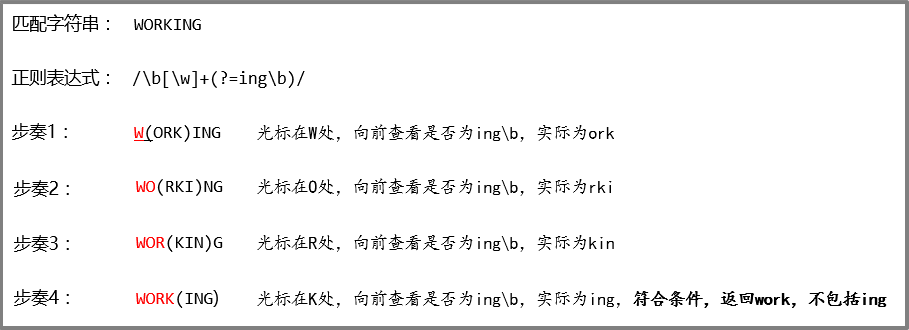 匹配字符串： WORKING
正则表达式： /\b[\w]+(?=ing\b)/
步奏1： W(ORK)ING 光标在W处，向前查看是否为ing\b，实际为ork
步奏2： WO(RKI)NG 光标在O处，向前查看是否为ing\b，实际为rki
步奏3： WOR(KIN)G 光标在R处，向前查看是否为ing\b，实际为kin
步奏4： WORK(ING) 光标在K处，向前查看是否为ing\b，实际为ing，符合条件，返回work，不包括ing